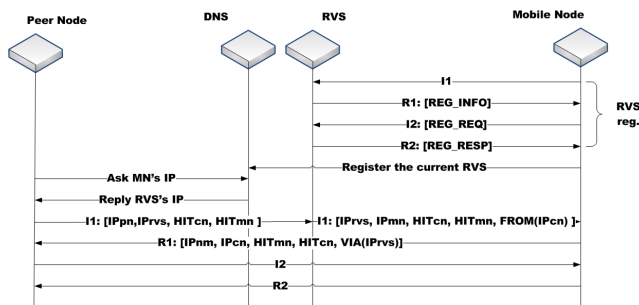 Peer Node
DNS
RVS
Mobile Node
I1
R1: [REG_INFO]
I2: [REG_REQ]
R2: [REG_RESP]
RVS
reg.
Register the current RVS
Ask MN's IP
Reply RVS's IP
I1: [IPpn,IPrvs, HITcn, HITmn ]
I1: [IPrvs, IPmn, HITcn, HITmn, FROM(IPcn) ]
R1: [IPnm, IPcn, HITmn, HITcn, VIA(IPrvs)]
I2
R2